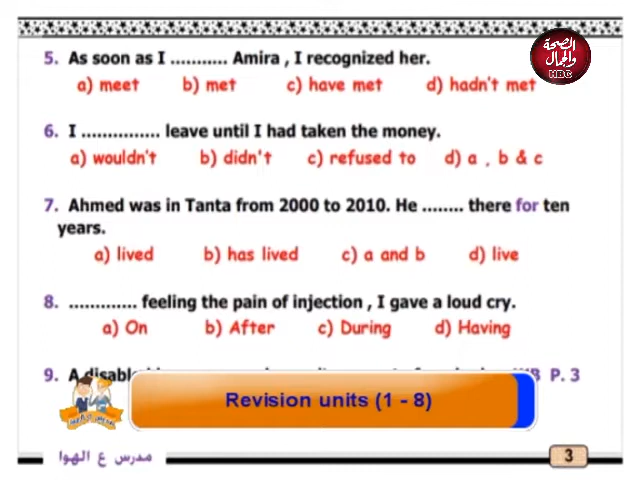 الصحة
والجمال
HBC
5. As soon as I ........... Amira , I recognized her.
a) meet b) met c) have met d) hadn't met
6. I ............... leave until I had taken the money.
a) wouldn't b) didn't c) refused to d) a , b & c
7. Ahmed was in Tanta from 2000 to 2010. He ........ there for ten
years.
a) lived b) has lived c) a and b d) live
8. ............. feeling the pain of injection , I gave a loud cry.
a) On b) After c) During d) Having
9. A P. 3
Revision units (1 - 8)
مدرس ع الهوا
3